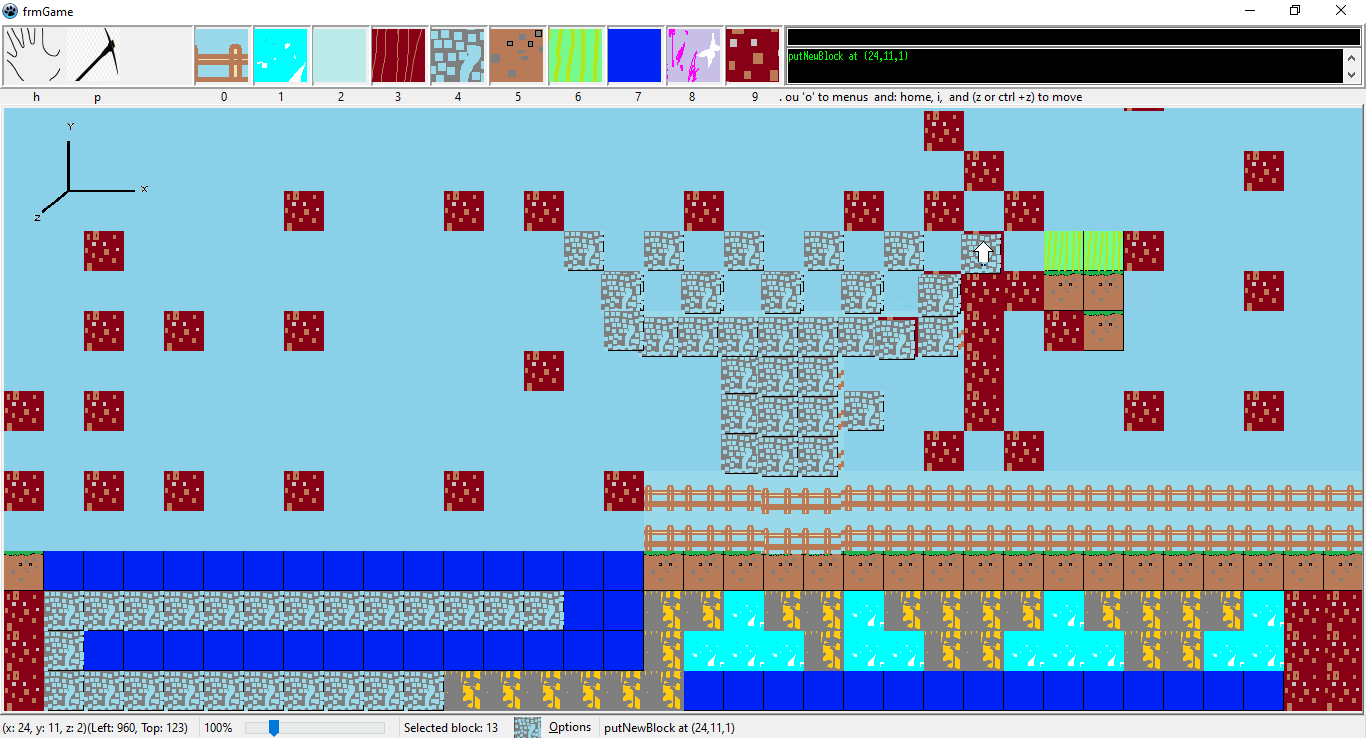 frmGame
putNewBlock at (24,11,1)
h p 0 1 2 3 4 5 6 7 8 9 . ou 'o' to menus and: home, i, and (z or ctrl +z) to move
Y
X
Z
(x: 24, y: 11, z: 2)(Left: 960, Top: 123) 100% Selected block: 13 Options putNewBlock at (24,11,1)